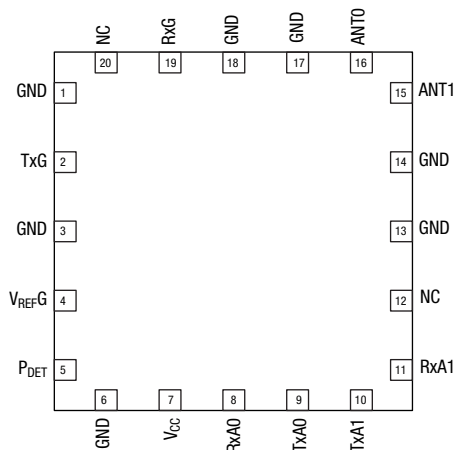 NC RxG GND GND ANT0
20 19 18 17 16
GND 1 15 ANT1
TxG 2 14 GND
GND 3 13 GND
VREFG 4 12 NC
PDET 5 11 RxA1
6 7 8 9 10
GND VCC RxA0 TxA0 TxA1